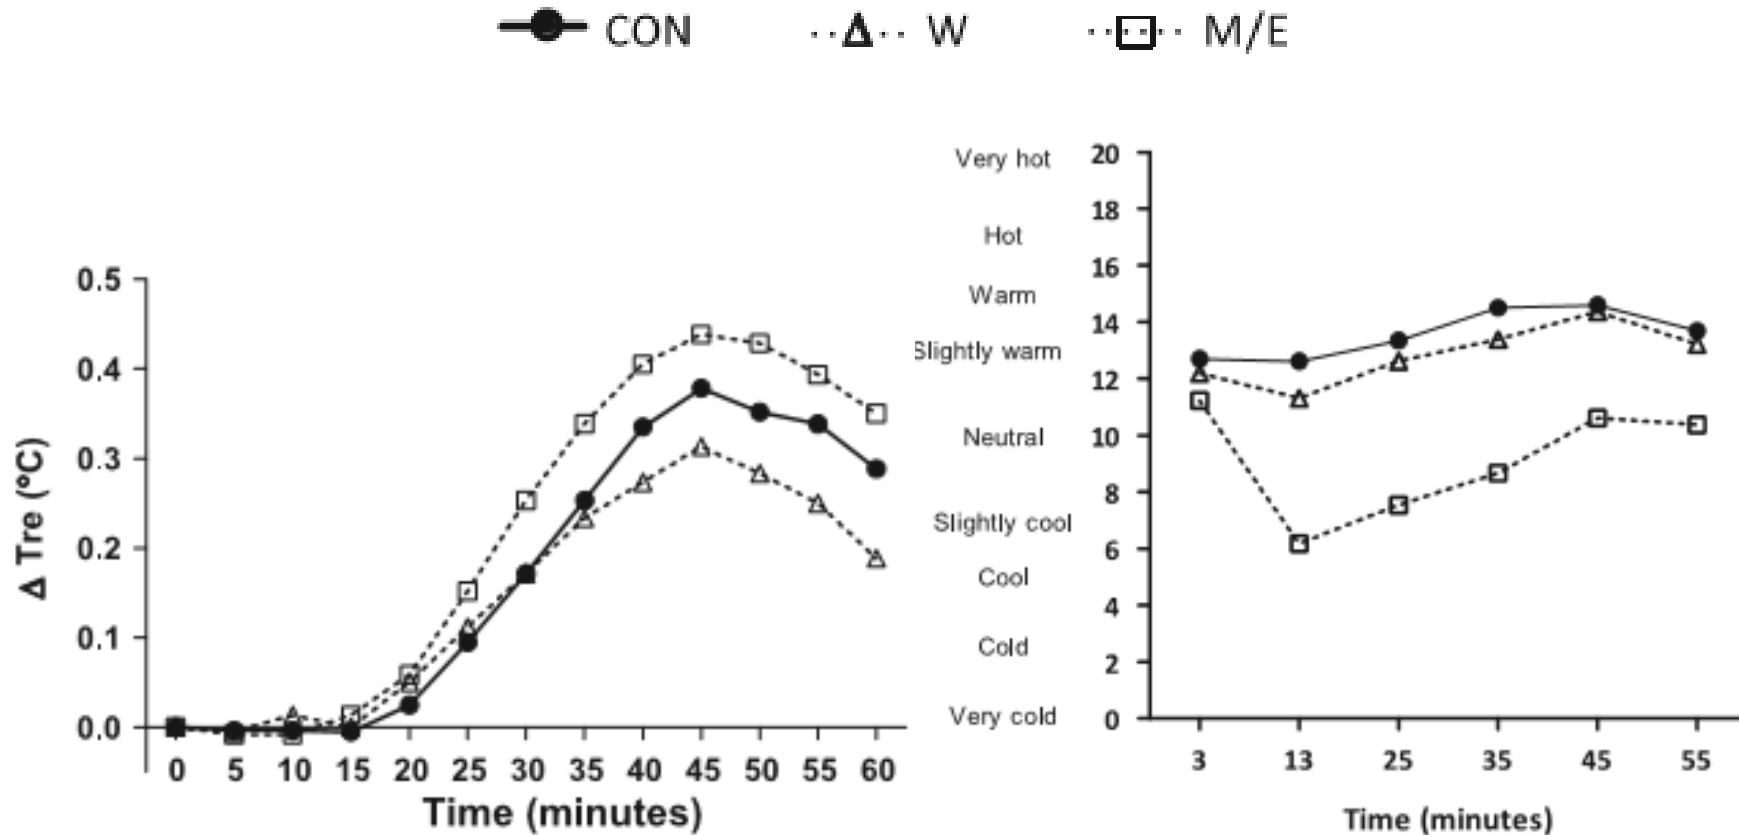 CON W M/E
0.5
0.4
0.3
0.2
0.1
0.0
Δ Tre (°C)
0 5 10 15 20 25 30 35 40 45 50 55 60
Time (minutes)
Very hot
Hot
Warm
Slightly warm
Neutral
Slightly cool
Cool
Cold
Very cold
20
18
16
14
12
10
8
6
4
2
0
3 13 25 35 45 55
Time (minutes)